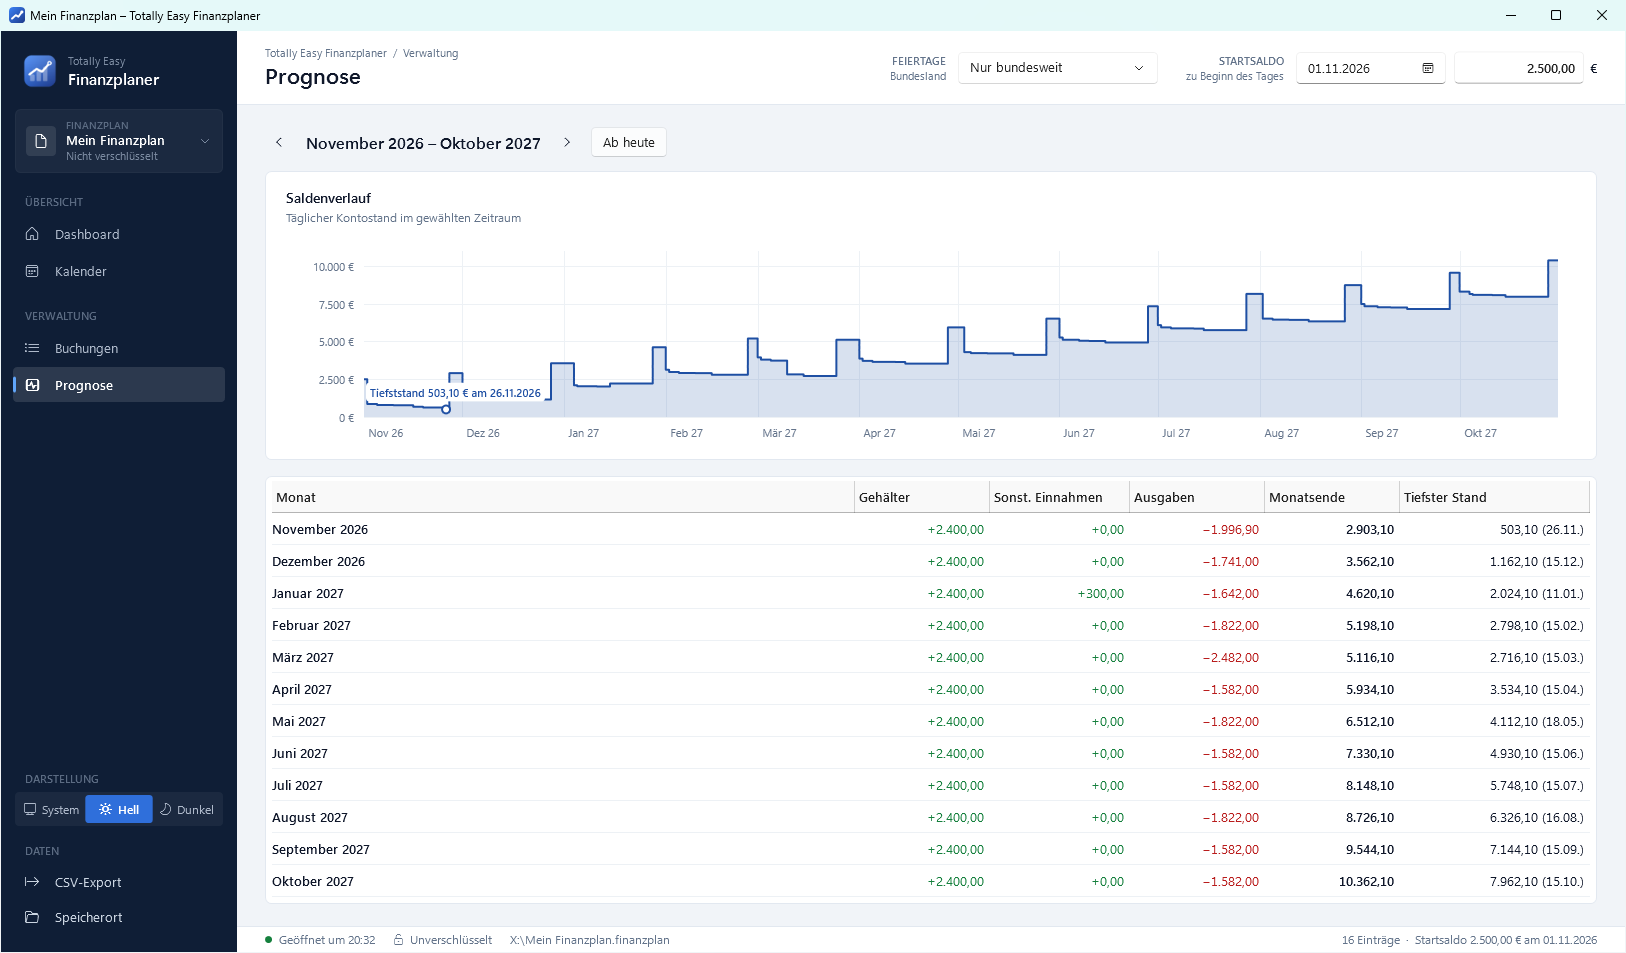 Mein Finanzplan – Totally Easy Finanzplaner
Totally Easy
Finanzplaner
FINANZPLAN
Mein Finanzplan
Nicht verschlüsselt
ÜBERSICHT
Dashboard
Kalender
VERWALTUNG
Buchungen
Prognose
DARSTELLUNG
System Hell Dunkel
DATEN
CSV-Export
Speicherort
Totally Easy Finanzplaner / Verwaltung
Prognose
FEIERTAGE
Bundesland
Nur bundesweit
STARTSALDO
zu Beginn des Tages
01.11.2026
2.500,00 €
November 2026 – Oktober 2027
Ab heute
Saldenverlauf
Täglicher Kontostand im gewählten Zeitraum
10.000 €
7.500 €
5.000 €
2.500 €
0 €
Tiefststand 503,10 € am 26.11.2026
Nov 26 Dez 26 Jan 27 Feb 27 Mär 27 Apr 27 Mai 27 Jun 27 Jul 27 Aug 27 Sep 27 Okt 27
Monat Gehälter Sonst. Einnahmen Ausgaben Monatsende Tiefster Stand
November 2026 +2.400,00 +0,00 −1.996,90 2.903,10 503,10 (26.11.)
Dezember 2026 +2.400,00 +0,00 −1.741,00 3.562,10 1.162,10 (15.12.)
Januar 2027 +2.400,00 +300,00 −1.642,00 4.620,10 2.024,10 (11.01.)
Februar 2027 +2.400,00 +0,00 −1.822,00 5.198,10 2.798,10 (15.02.)
März 2027 +2.400,00 +0,00 −2.482,00 5.116,10 2.716,10 (15.03.)
April 2027 +2.400,00 +0,00 −1.582,00 5.934,10 3.534,10 (15.04.)
Mai 2027 +2.400,00 +0,00 −1.822,00 6.512,10 4.112,10 (18.05.)
Juni 2027 +2.400,00 +0,00 −1.582,00 7.330,10 4.930,10 (15.06.)
Juli 2027 +2.400,00 +0,00 −1.582,00 8.148,10 5.748,10 (15.07.)
August 2027 +2.400,00 +0,00 −1.822,00 8.726,10 6.326,10 (16.08.)
September 2027 +2.400,00 +0,00 −1.582,00 9.544,10 7.144,10 (15.09.)
Oktober 2027 +2.400,00 +0,00 −1.582,00 10.362,10 7.962,10 (15.10.)
Geöffnet um 20:32 Unverschlüsselt X:\Mein Finanzplan.finanzplan
16 Einträge · Startsaldo 2.500,00 € am 01.11.2026